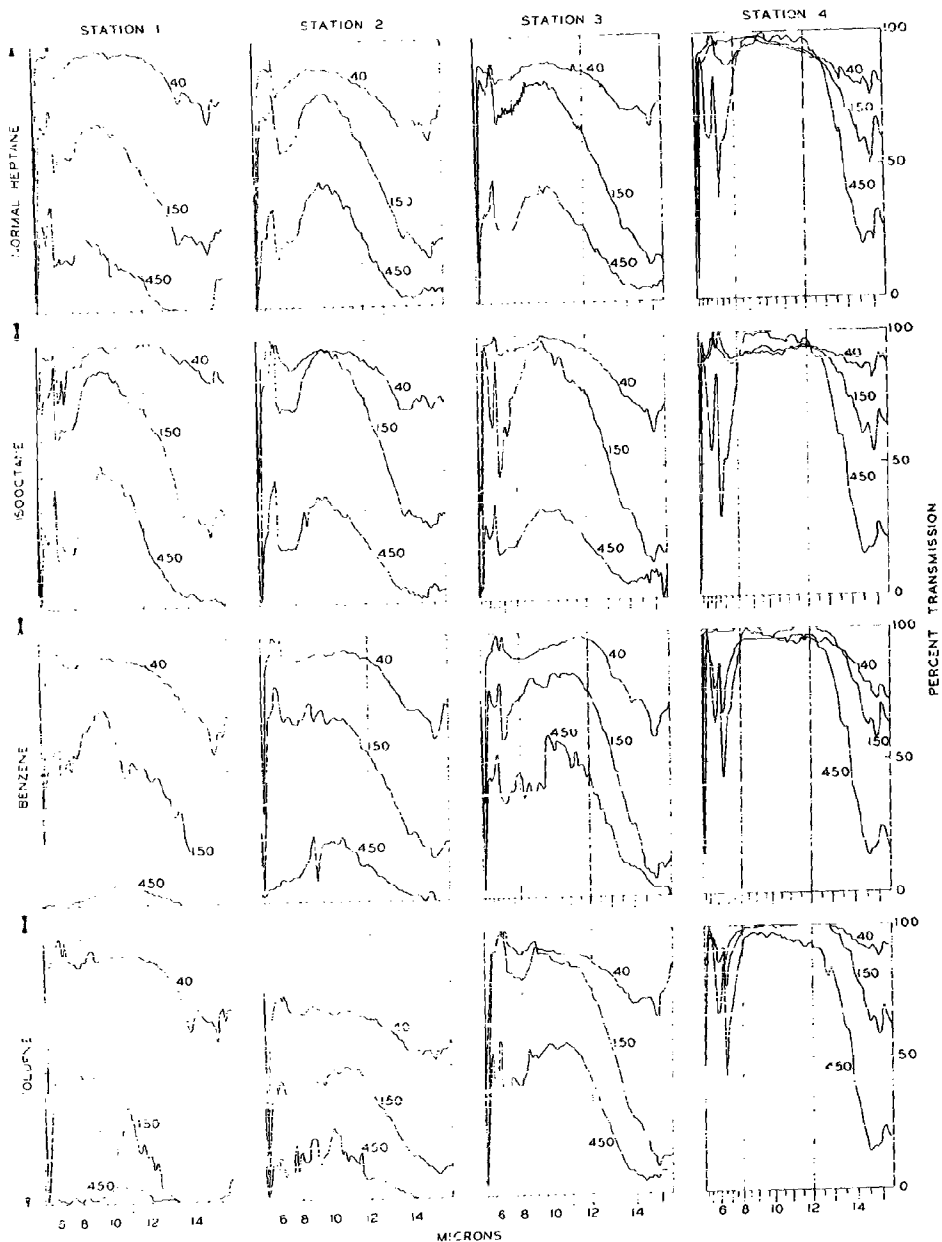 STATION 1 STATION 2 STATION 3 STATION 4
NORMAL HEPTANE
40 150 450
40 150 450
40 150 450
40 150 450
100
50
0
ISOOCTANE
40 150 450
40 150 450
40 150 450
40 150 450
100
50
0
PERCENT TRANSMISSION
BENZENE
40 150 450
40 150 450
450 40 150
40 150 450
100
50
0
TOLUENE
40 150 450
40 150 450
40 150 450
40 150 450
100
50
0
6 8 10 12 14
6 8 10 12 14
6 8 10 12 14
6 8 10 12 14
MICRONS